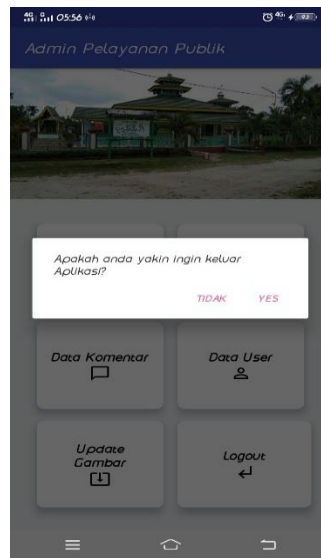 05:56
Admin Pelayanan Publik
Apakah anda yakin ingin keluar
Aplikasi?
TIDAK YES
Data Komentar
Data User
Update
Gambar
Logout